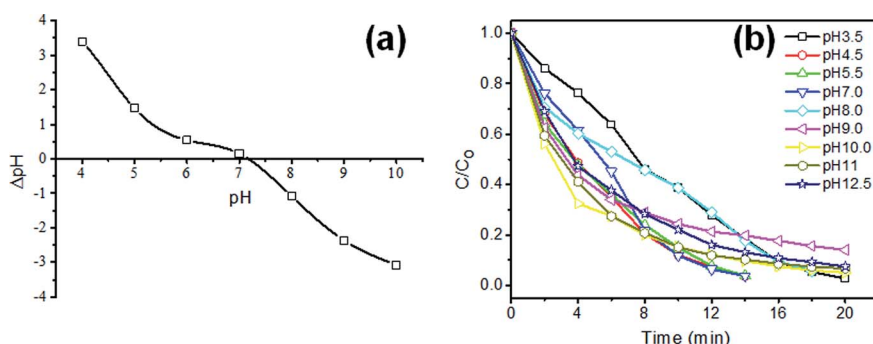 (a)
4
3
2
1
0
-1
-2
-3
-4
ΔpH
4 5 6 7 8 9 10
pH
(b)
pH3.5
pH4.5
pH5.5
pH7.0
pH8.0
pH9.0
pH10.0
pH11
pH12.5
1.0
0.8
0.6
0.4
0.2
0.0
C/Co
0 4 8 12 16 20
Time (min)